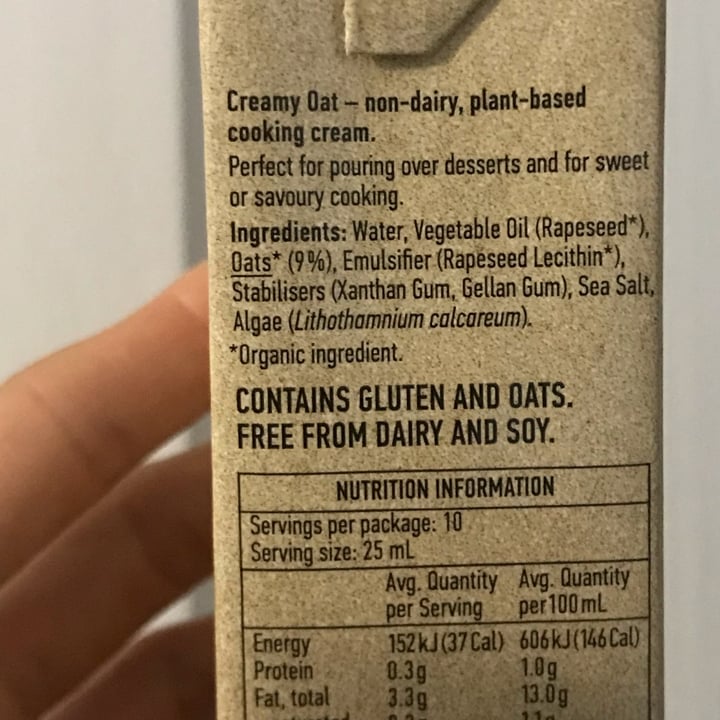 Creamy Oat – non-dairy, plant-based
cooking cream.
Perfect for pouring over desserts and for sweet
or savoury cooking.
Ingredients: Water, Vegetable Oil (Rapeseed*),
Oats* (9%), Emulsifier (Rapeseed Lecithin*),
Stabilisers (Xanthan Gum, Gellan Gum), Sea Salt,
Algae (Lithothamnium calcareum).
*Organic ingredient.
CONTAINS GLUTEN AND OATS.
FREE FROM DAIRY AND SOY.
NUTRITION INFORMATION
Servings per package: 10
Serving size: 25 mL
Avg. Quantity Avg. Quantity
per Serving per 100 mL
Energy 152 kJ (37 Cal) 606 kJ (146 Cal)
Protein 0.3 g 1.0 g
Fat, total 3.3 g 13.0 g